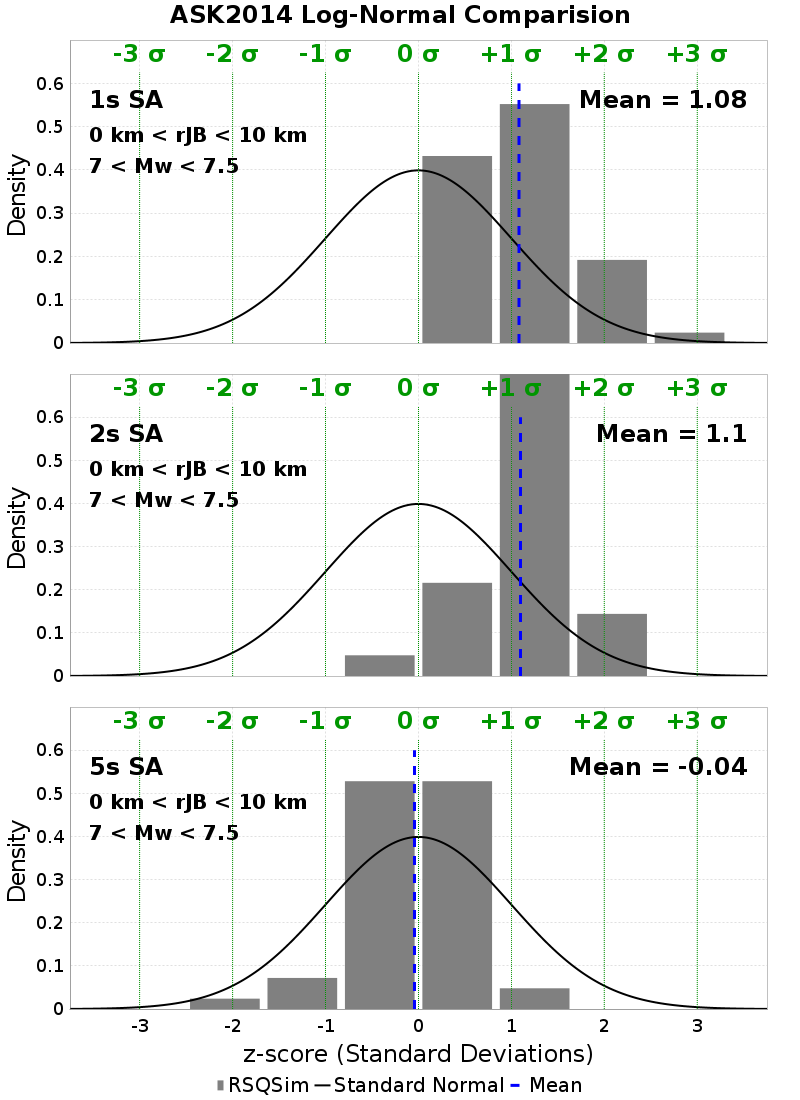 ASK2014 Log-Normal Comparision
-3 σ -2 σ -1 σ 0 σ +1 σ +2 σ +3 σ
1s SA
Mean = 1.08
0 km < rJB < 10 km
7 < Mw < 7.5
Density
0.6
0.5
0.4
0.3
0.2
0.1
0
-3 σ -2 σ -1 σ 0 σ +1 σ +2 σ +3 σ
2s SA
Mean = 1.1
0 km < rJB < 10 km
7 < Mw < 7.5
Density
0.6
0.5
0.4
0.3
0.2
0.1
0
-3 σ -2 σ -1 σ 0 σ +1 σ +2 σ +3 σ
5s SA
Mean = -0.04
0 km < rJB < 10 km
7 < Mw < 7.5
Density
0.6
0.5
0.4
0.3
0.2
0.1
0
-3 -2 -1 0 1 2 3
z-score (Standard Deviations)
RSQSim Standard Normal Mean